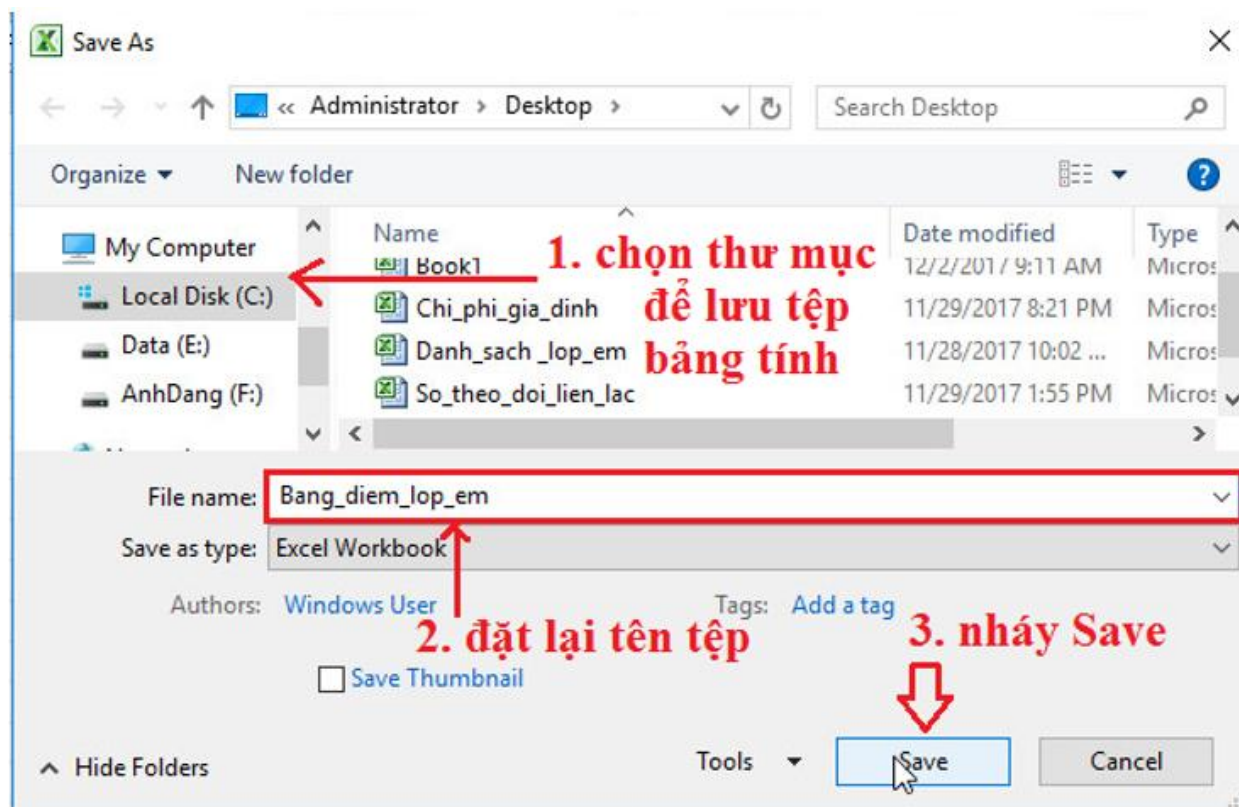 Save As
« Administrator › Desktop ›
Search Desktop
Organize
New folder
My Computer
Local Disk (C:)
Data (E:)
AnhDang (F:)
Name
Date modified
Type
Book1
12/2/2017 9:11 AM
Micros
Chi_phi_gia_dinh
11/29/2017 8:21 PM
Micros
Danh_sach _lop_em
11/28/2017 10:02 ...
Micros
So_theo_doi_lien_lac
11/29/2017 1:55 PM
Micros
1. chọn thư mục
để lưu tệp
bảng tính
File name: Bang_diem_lop_em
Save as type: Excel Workbook
Authors: Windows User
Tags: Add a tag
2. đặt lại tên tệp
3. nháy Save
Save Thumbnail
Hide Folders
Tools
Save
Cancel